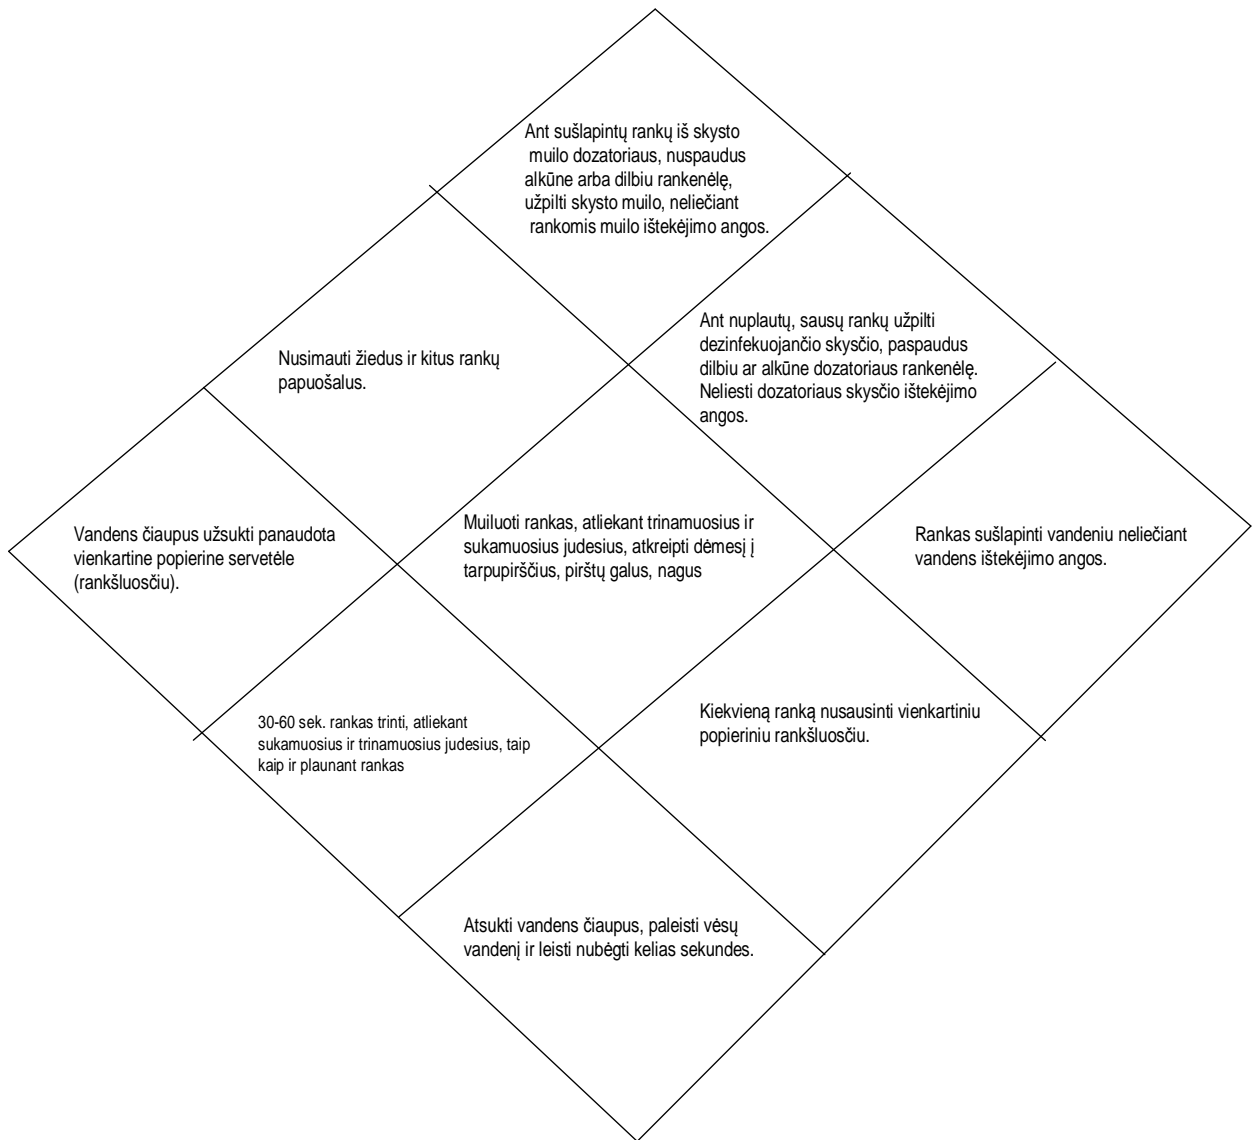 Ant sušlapintų rankų iš skysto
muilo dozatoriaus, nuspaudus
alkūne arba dilbiu rankenėlę,
užpilti skysto muilo, neliečiant
rankomis muilo ištekėjimo angos.
Nusimauti žiedus ir kitus rankų
papuošalus.
Ant nuplautų, sausų rankų užpilti
dezinfekuojančio skysčio, paspaudus
dilbiu ar alkūne dozatoriaus rankenėlę.
Neliesti dozatoriaus skysčio ištekėjimo
angos.
Vandens čiaupus užsukti panaudota
vienkartine popierine servetėle
(rankšluosčiu).
Muiluoti rankas, atliekant trinamuosius ir
sukamuosius judesius, atkreipti dėmesį į
tarpupirščius, pirštų galus, nagus
Rankas sušlapinti vandeniu neliečiant
vandens ištekėjimo angos.
30-60 sek. rankas trinti, atliekant
sukamuosius ir trinamuosius judesius, taip
kaip ir plaunant rankas
Kiekvieną ranką nusausinti vienkartiniu
popieriniu rankšluosčiu.
Atsukti vandens čiaupus, paleisti vėsų
vandenį ir leisti nubėgti kelias sekundes.